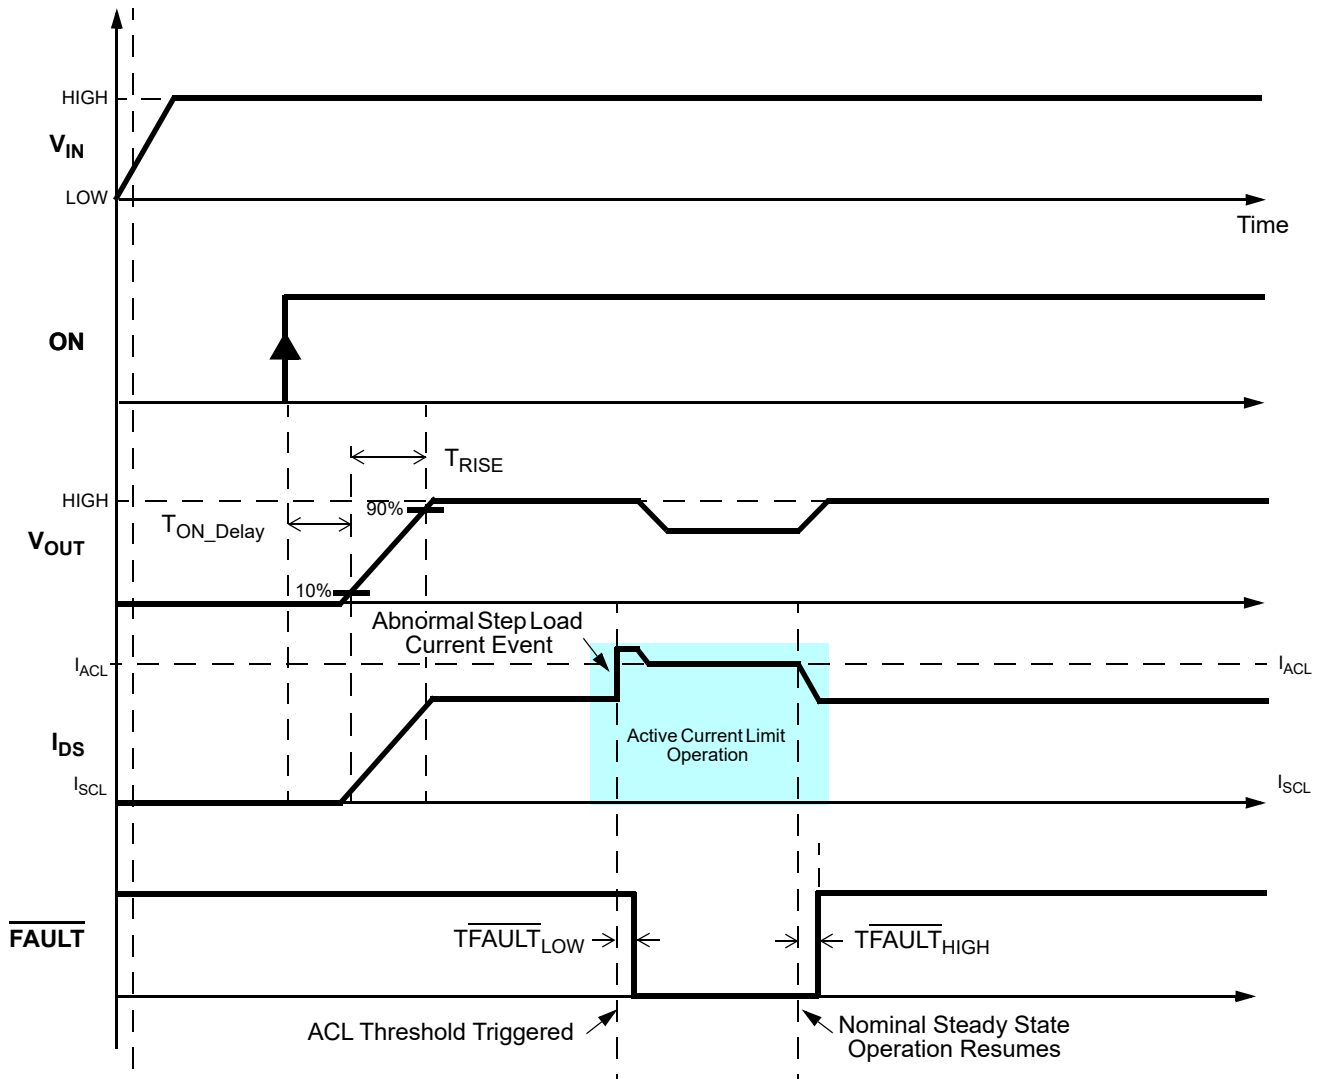 HIGH
VIN
LOW
Time
ON
TRISE
HIGH
90%
TON_Delay
VOUT
10%
Abnormal Step Load
Current Event
IACL
IACL
Active Current Limit
Operation
IDS
ISCL
ISCL
FAULT
TFAULTLOW
TFAULTHIGH
ACL Threshold Triggered
Nominal Steady State
Operation Resumes